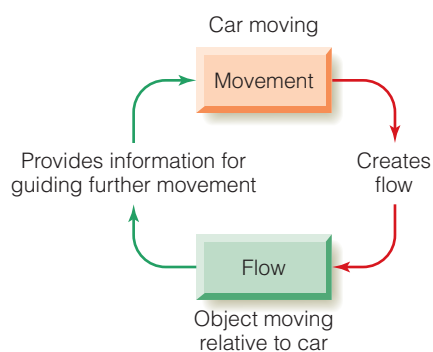 Car moving
Movement
Provides information for
guiding further movement
Creates
flow
Flow
Object moving
relative to car